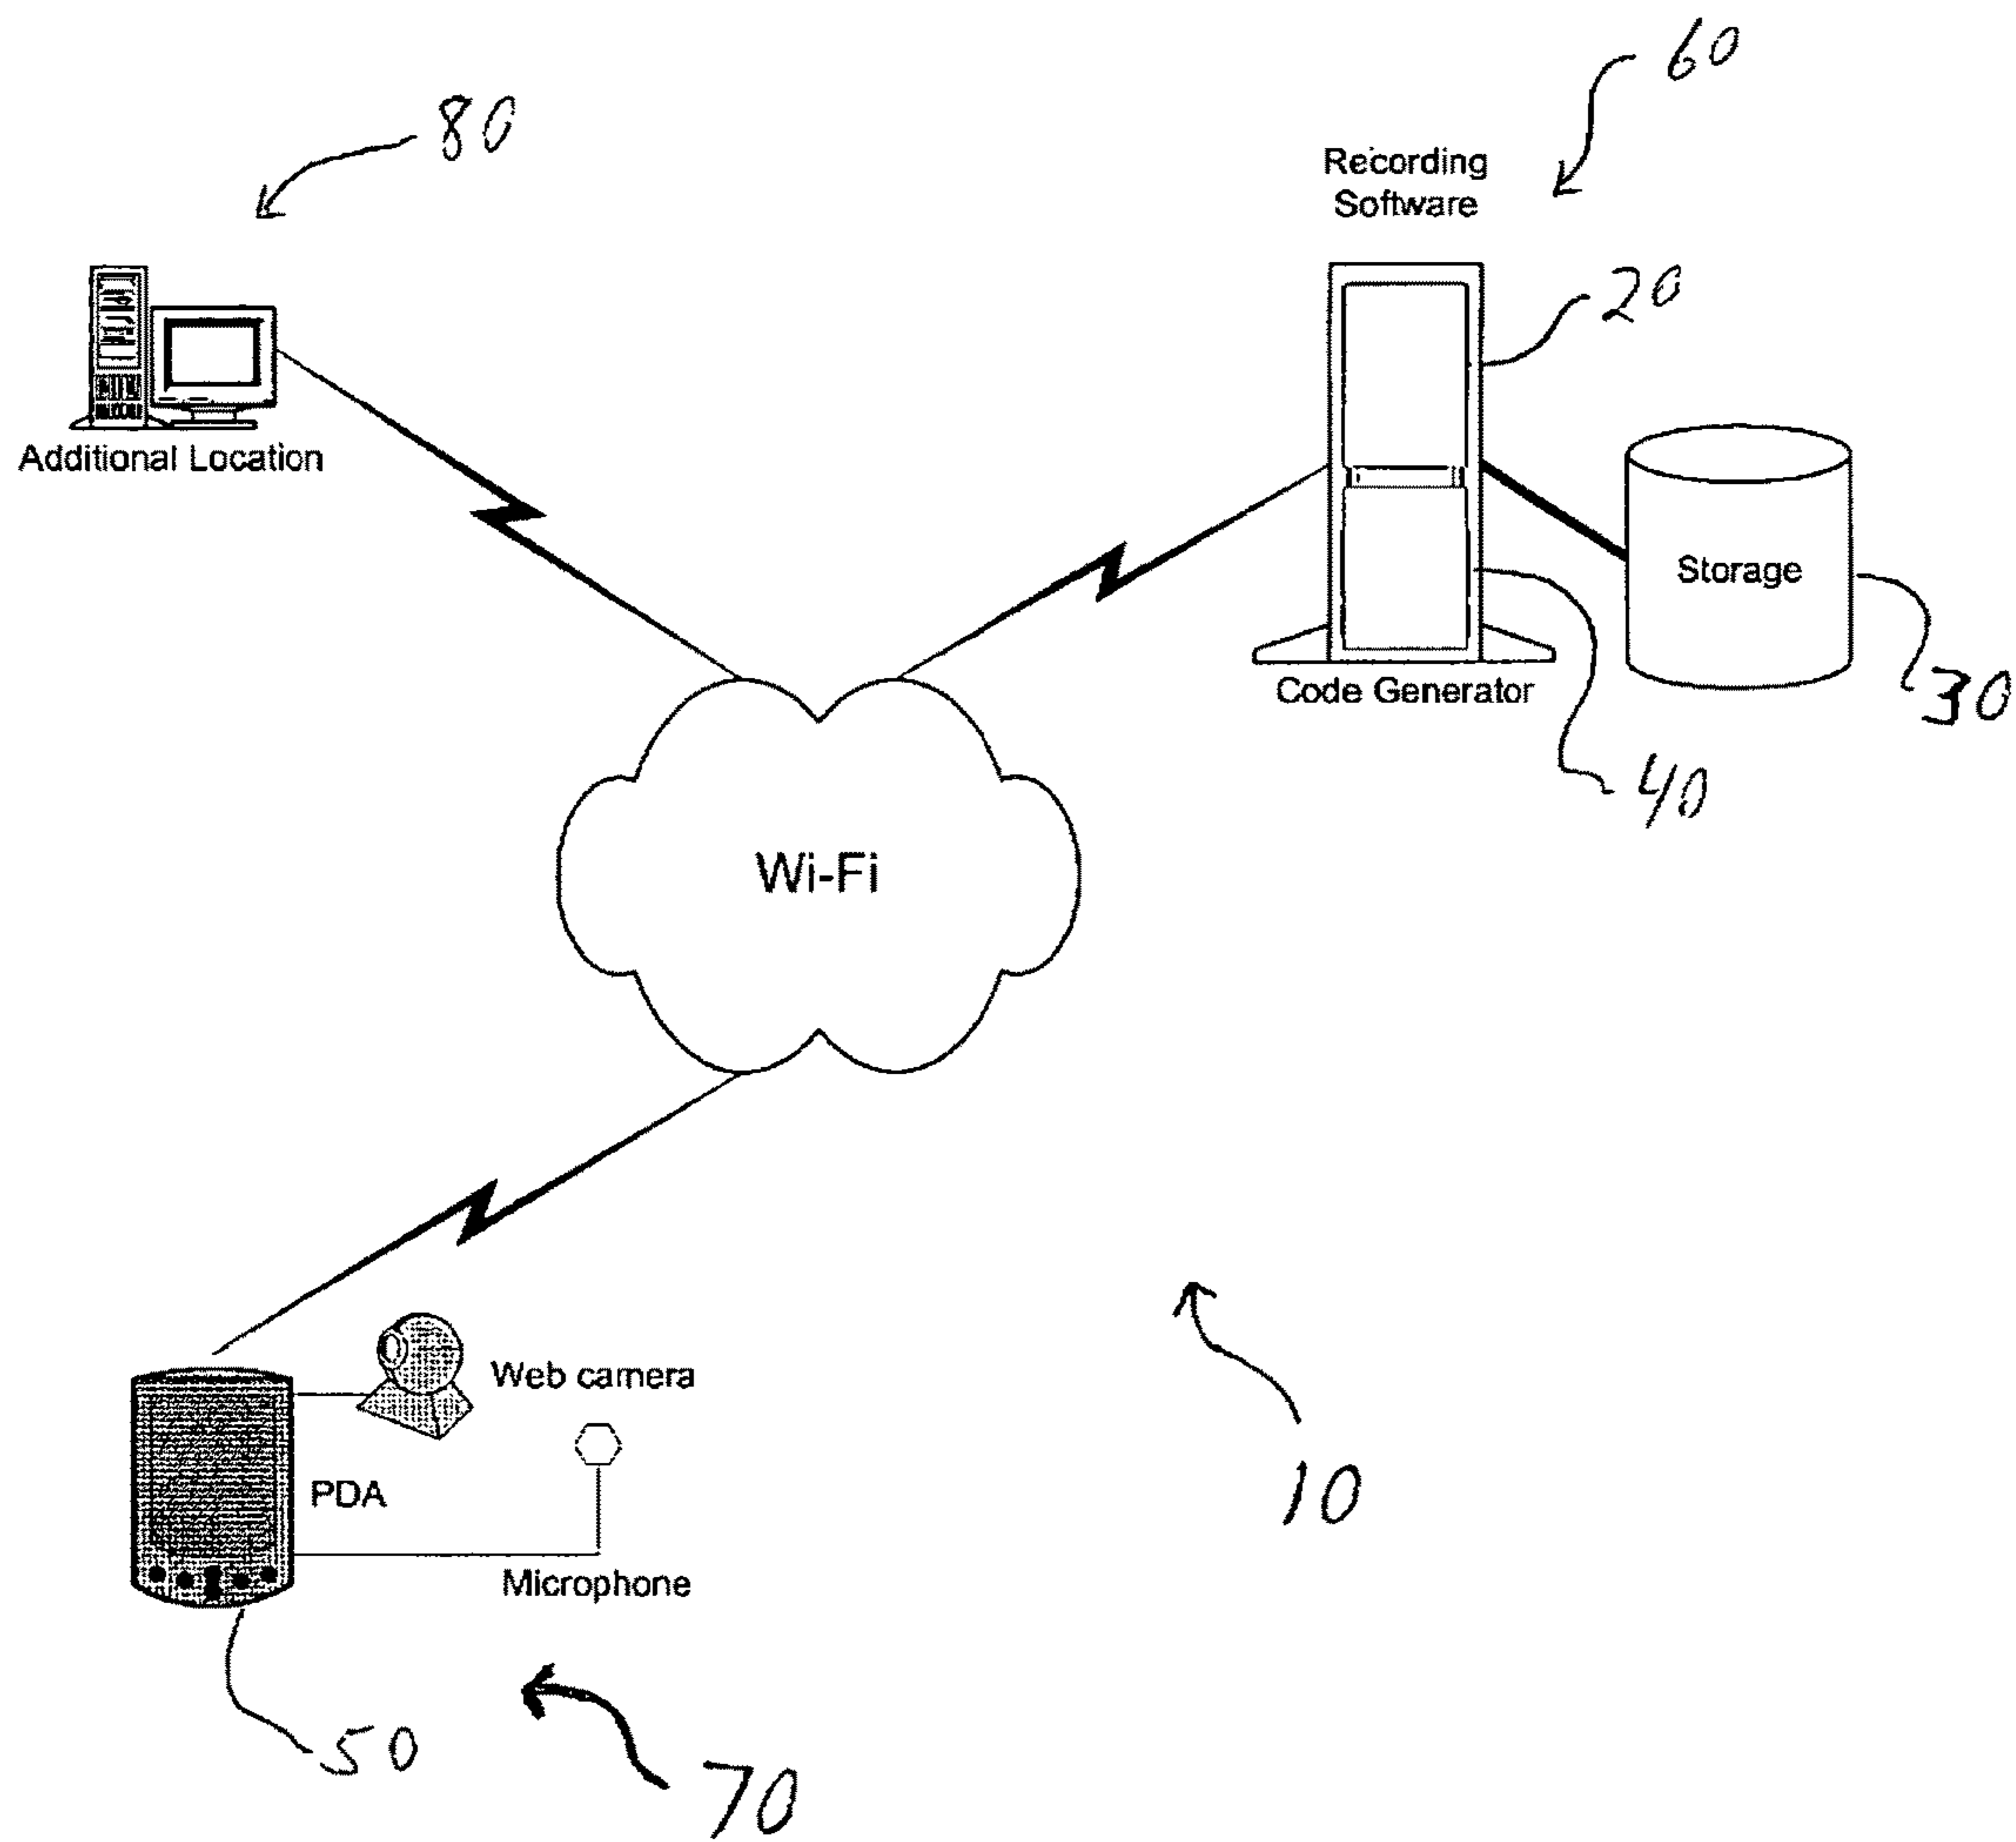 60
80
Recording
Software
20
Additional Location
Storage
Code Generator
30
40
Wi-Fi
Web camera
PDA
10
Microphone
50
70